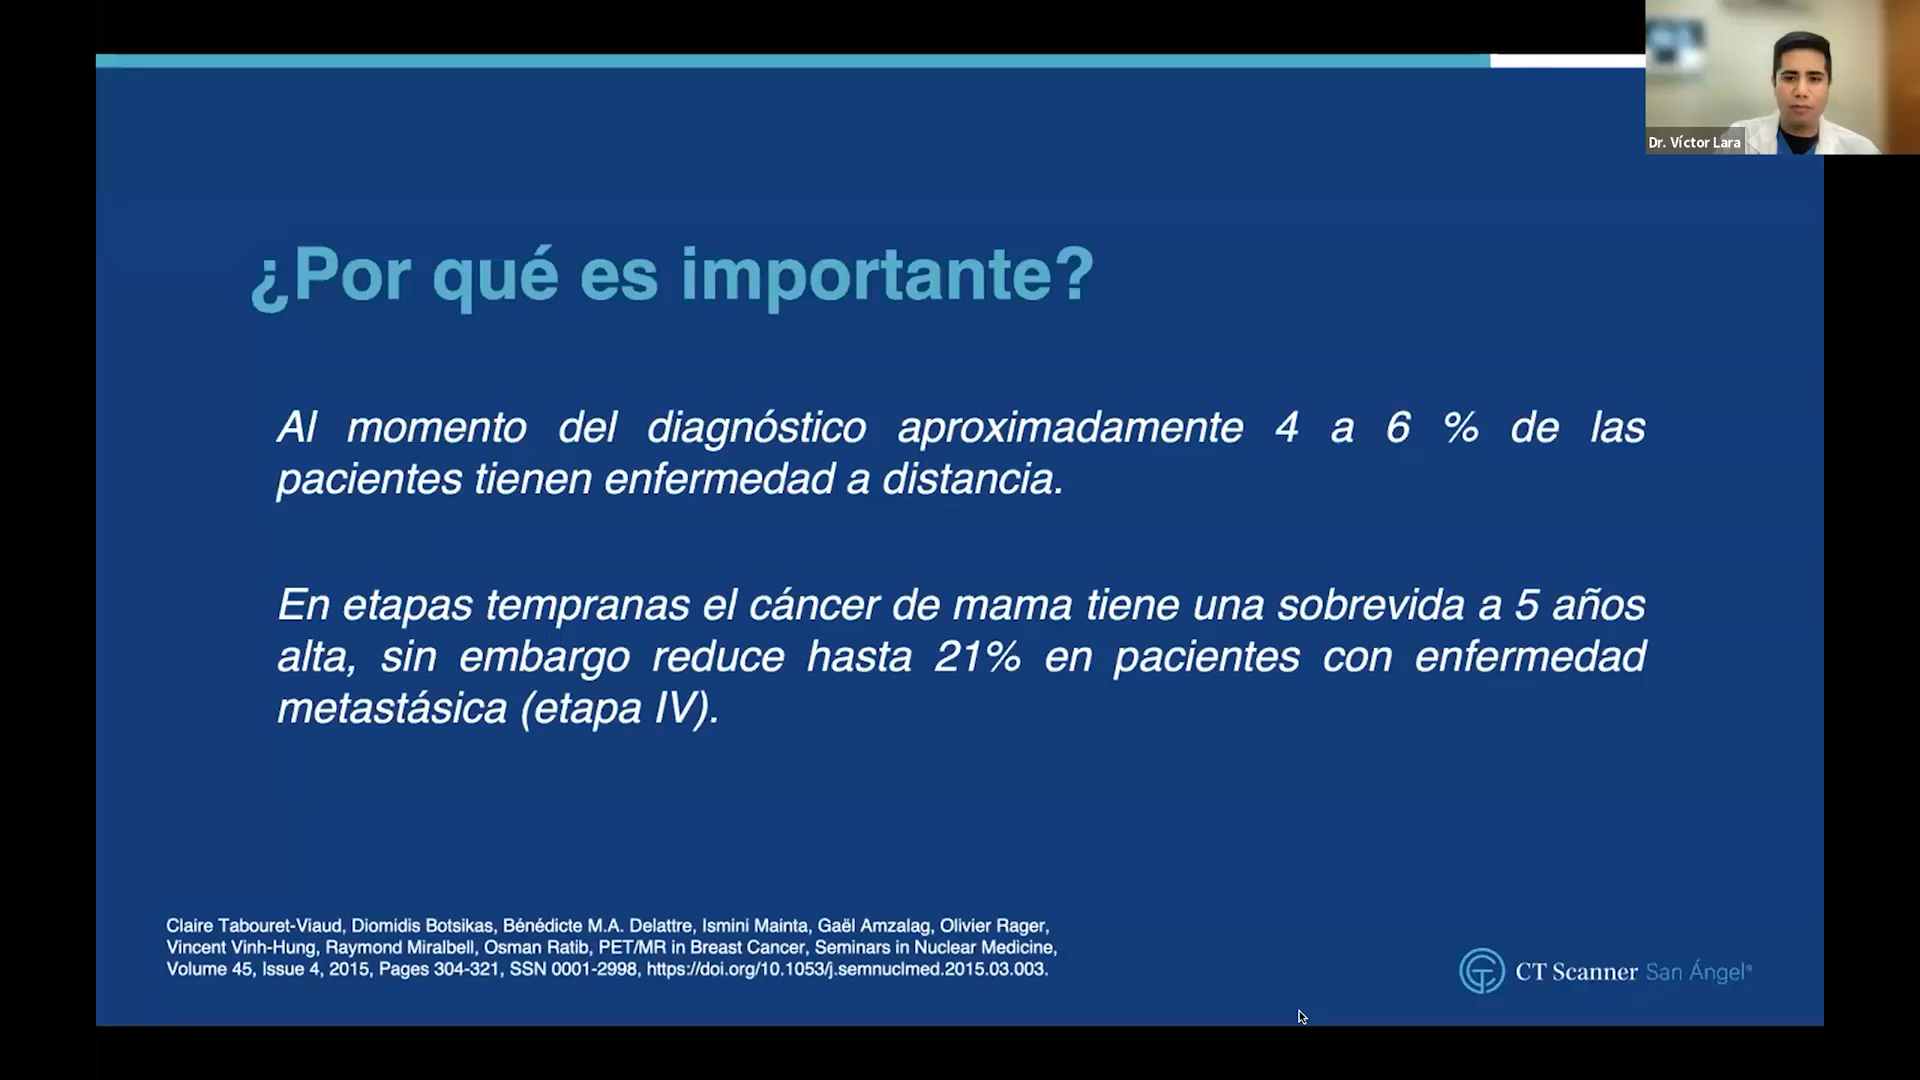 Dr. Víctor Lara
¿Por qué es importante?
Al momento del diagnóstico aproximadamente 4 a 6 % de las
pacientes tienen enfermedad a distancia.
En etapas tempranas el cáncer de mama tiene una sobrevida a 5 años
alta, sin embargo reduce hasta 21% en pacientes con enfermedad
metastásica (etapa IV).
Claire Tabouret-Viaud, Diomidis Botsikas, Bénédicte M.A. Delattre, Ismini Mainta, Gaël Amzalag, Olivier Rager,
Vincent Vinh-Hung, Raymond Miralbell, Osman Ratib, PET/MR in Breast Cancer, Seminars in Nuclear Medicine,
Volume 45, Issue 4, 2015, Pages 304-321, SSN 0001-2998, https://doi.org/10.1053/j.semnuclmed.2015.03.003.
CT Scanner San Ángel®